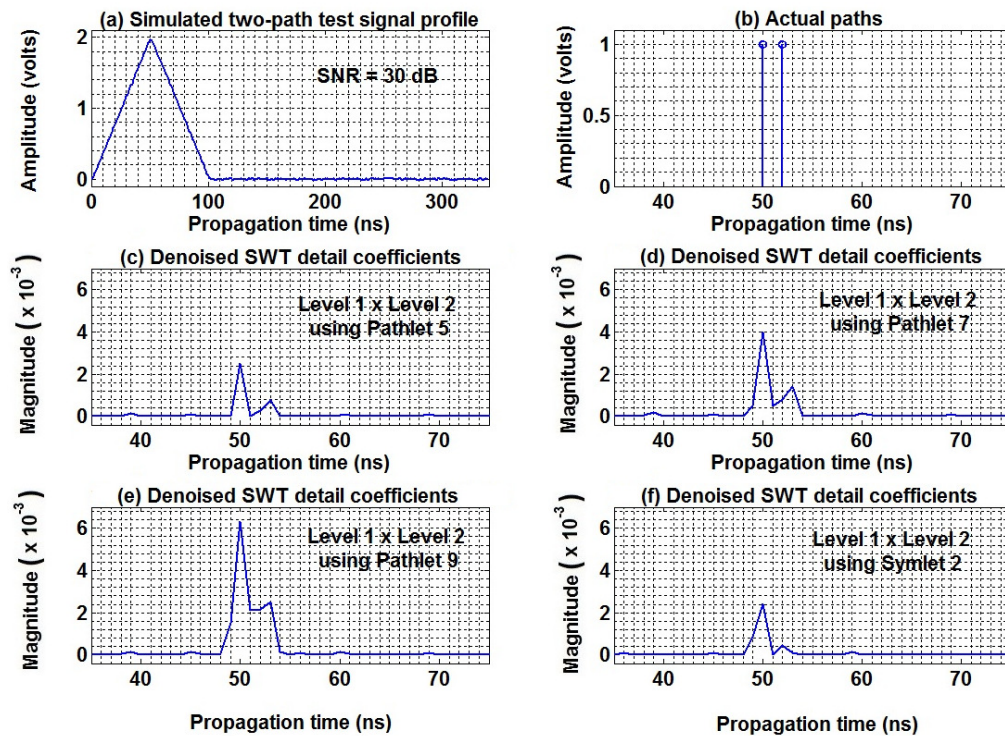 (a) Simulated two-path test signal profile
Amplitude (volts)
2
1
0
SNR = 30 dB
0 100 200 300
Propagation time (ns)
(b) Actual paths
Amplitude (volts)
1
0.5
0
40 50 60 70
Propagation time (ns)
(c) Denoised SWT detail coefficients
Magnitude ( x 10-3 )
6
4
2
0
Level 1 x Level 2
using Pathlet 5
40 50 60 70
Propagation time (ns)
(d) Denoised SWT detail coefficients
Magnitude ( x 10-3 )
6
4
2
0
Level 1 x Level 2
using Pathlet 7
40 50 60 70
Propagation time (ns)
(e) Denoised SWT detail coefficients
Magnitude ( x 10-3 )
6
4
2
0
Level 1 x Level 2
using Pathlet 9
40 50 60 70
Propagation time (ns)
(f) Denoised SWT detail coefficients
Magnitude ( x 10-3 )
6
4
2
0
Level 1 x Level 2
using Symlet 2
40 50 60 70
Propagation time (ns)